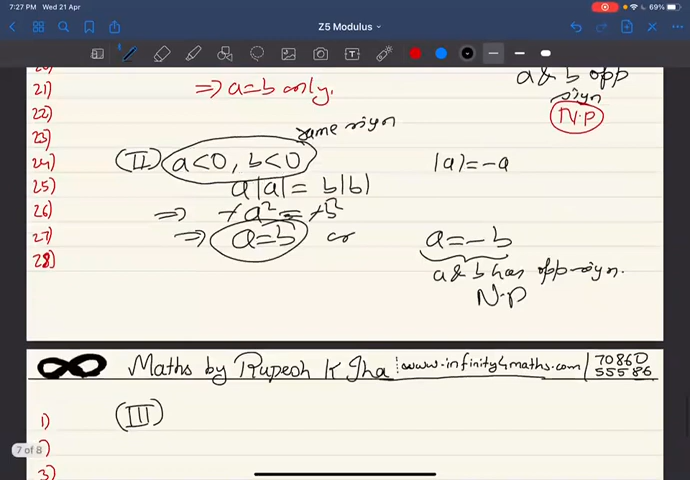 7:27 PM Wed 21 Apr
69%
Z5 Modulus
21) ⇒ a=b only.
a & b opp
sign
N.P
22)
23)
same sign
24) (II) a<0, b<0
|a|=-a
25) a|a| = b|b|
26) ⇒ -a² = -b²
27) ⇒ a=b or a=-b
28) a & b has opp sign.
N.P
Maths by Rupesh K Jha www.infinity4maths.com 70860
55586
1) (III)
7 of 8
3)